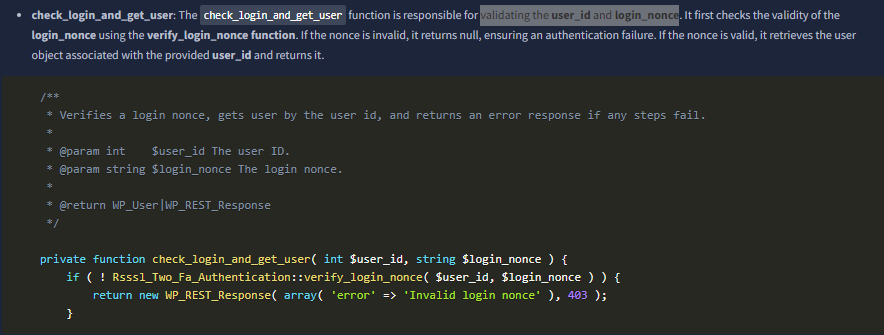 • check_login_and_get_user: The check_login_and_get_user function is responsible for validating the user_id and login_nonce. It first checks the validity of the
login_nonce using the verify_login_nonce function. If the nonce is invalid, it returns null, ensuring an authentication failure. If the nonce is valid, it retrieves the user
object associated with the provided user_id and returns it.
/**
 * Verifies a login nonce, gets user by the user id, and returns an error response if any steps fail.
 *
 * @param int    $user_id The user ID.
 * @param string $login_nonce The login nonce.
 *
 * @return WP_User|WP_REST_Response
 */
private function check_login_and_get_user( int $user_id, string $login_nonce ) {
    if ( ! Rsssl_Two_Fa_Authentication::verify_login_nonce( $user_id, $login_nonce ) ) {
        return new WP_REST_Response( array( 'error' => 'Invalid login nonce' ), 403 );
    }